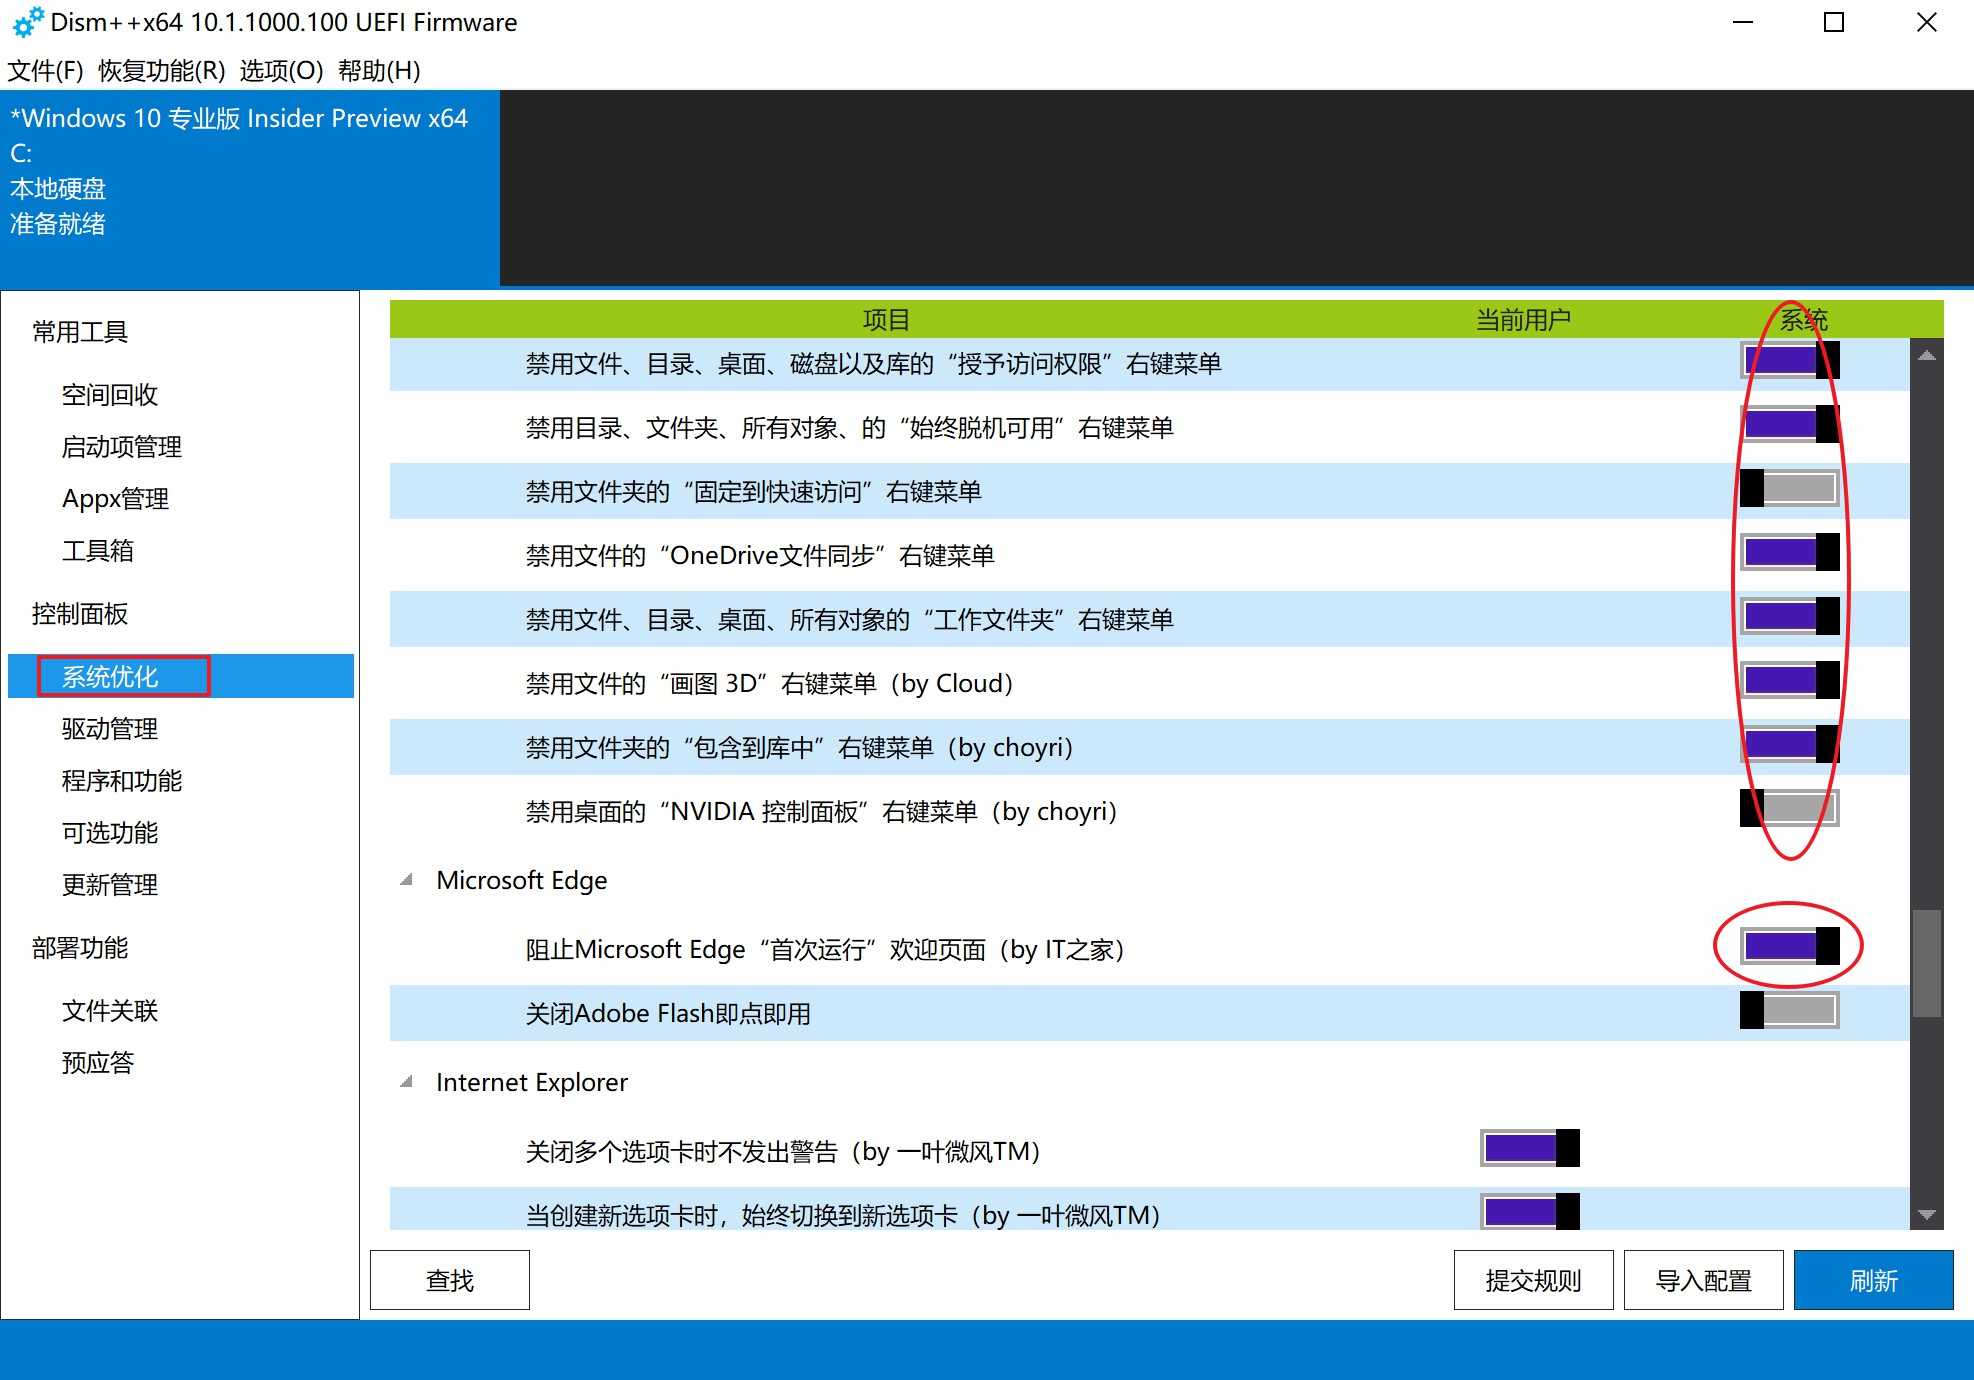 Dism++x64 10.1.1000.100 UEFI Firmware
文件(F) 恢复功能(R) 选项(O) 帮助(H)
*Windows 10 专业版 Insider Preview x64
C:
本地硬盘
准备就绪
常用工具
空间回收
启动项管理
Appx管理
工具箱
控制面板
系统优化
驱动管理
程序和功能
可选功能
更新管理
部署功能
文件关联
预应答
项目 当前用户 系统
禁用文件、目录、桌面、磁盘以及库的“授予访问权限”右键菜单
禁用目录、文件夹、所有对象、的“始终脱机可用”右键菜单
禁用文件夹的“固定到快速访问”右键菜单
禁用文件的“OneDrive文件同步”右键菜单
禁用文件、目录、桌面、所有对象的“工作文件夹”右键菜单
禁用文件的“画图 3D”右键菜单（by Cloud）
禁用文件夹的“包含到库中”右键菜单（by choyri）
禁用桌面的“NVIDIA 控制面板”右键菜单（by choyri）
Microsoft Edge
阻止Microsoft Edge“首次运行”欢迎页面（by IT之家）
关闭Adobe Flash即点即用
Internet Explorer
关闭多个选项卡时不发出警告（by 一叶微风TM）
当创建新选项卡时，始终切换到新选项卡（by 一叶微风TM）
查找 提交规则 导入配置 刷新